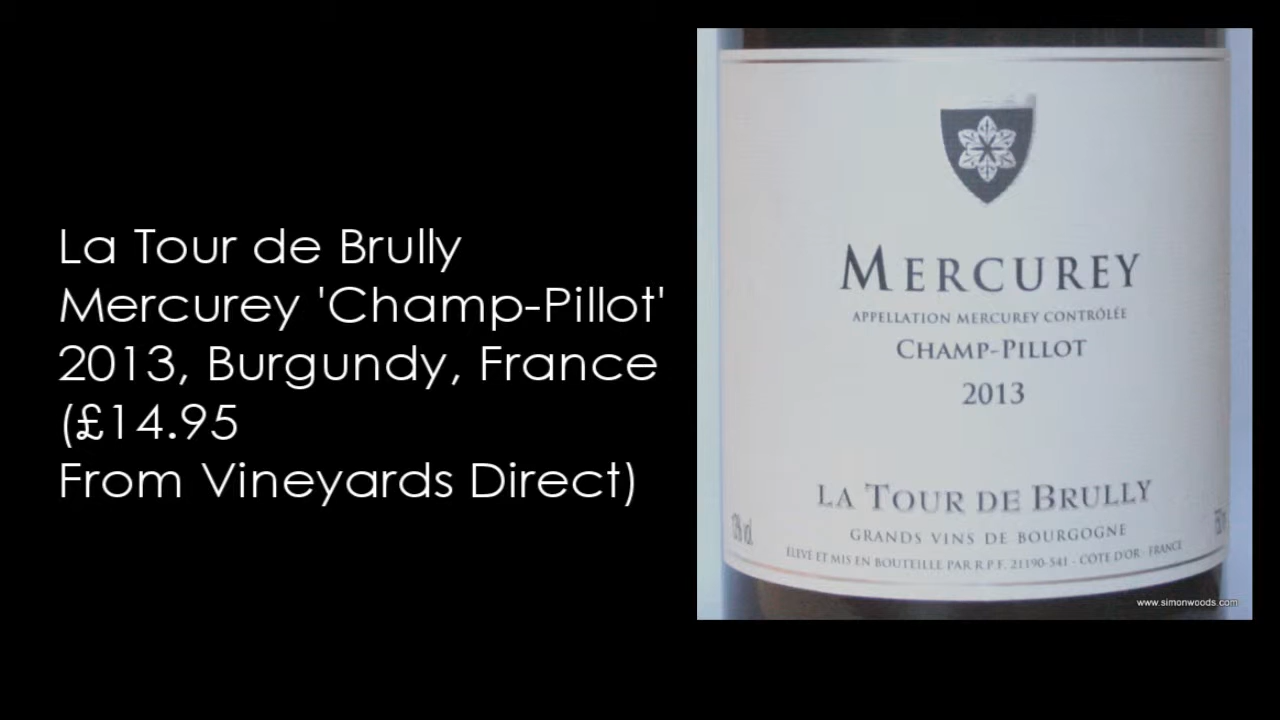 La Tour de Brully
Mercurey 'Champ-Pillot'
2013, Burgundy, France
(£14.95
From Vineyards Direct)
MERCUREY
APPELLATION MERCUREY CONTRÔLÉE
CHAMP-PILLOT
2013
LA TOUR DE BRULLY
GRANDS VINS DE BOURGOGNE
ELEVÉ ET MIS EN BOUTEILLE PAR R.P.F. 21190-541 - CÔTE D'OR - FRANCE
www.simonwoods.com